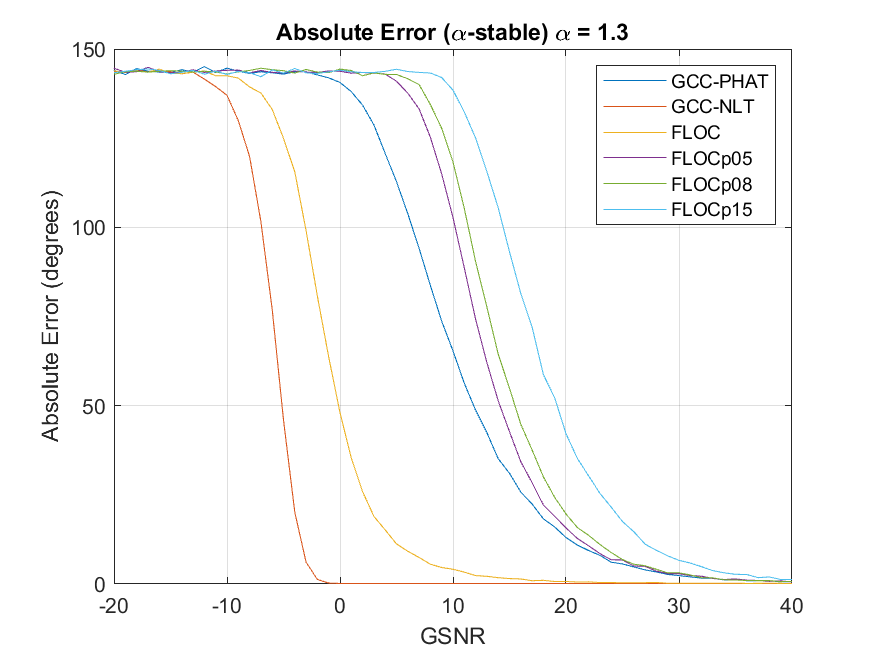 Absolute Error (α-stable) α = 1.3
150
100
50
0
Absolute Error (degrees)
-20
-10
0
10
20
30
40
GSNR
GCC-PHAT
GCC-NLT
FLOC
FLOCp05
FLOCp08
FLOCp15